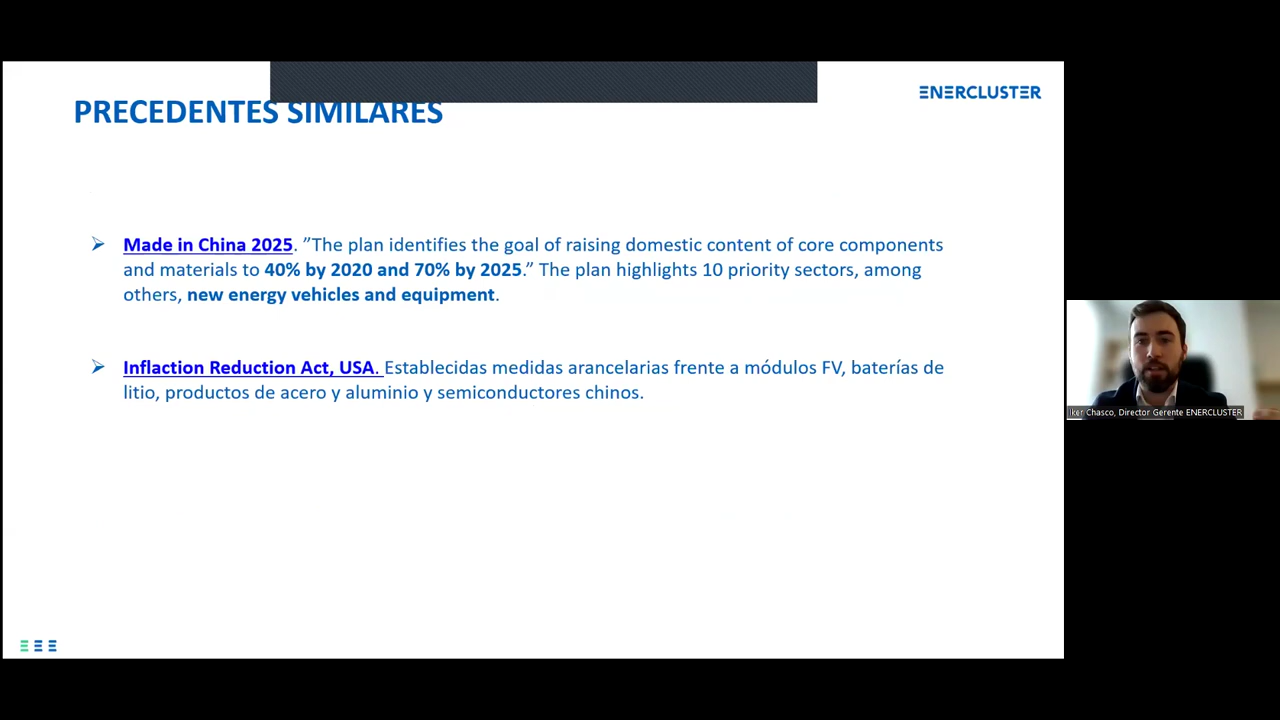 PRECEDENTES SIMILARES
ENERCLUSTER
Made in China 2025. ”The plan identifies the goal of raising domestic content of core components
and materials to 40% by 2020 and 70% by 2025.” The plan highlights 10 priority sectors, among
others, new energy vehicles and equipment.
Inflaction Reduction Act, USA. Establecidas medidas arancelarias frente a módulos FV, baterías de
litio, productos de acero y aluminio y semiconductores chinos.
Iker Chasco, Director Gerente ENERCLUSTER